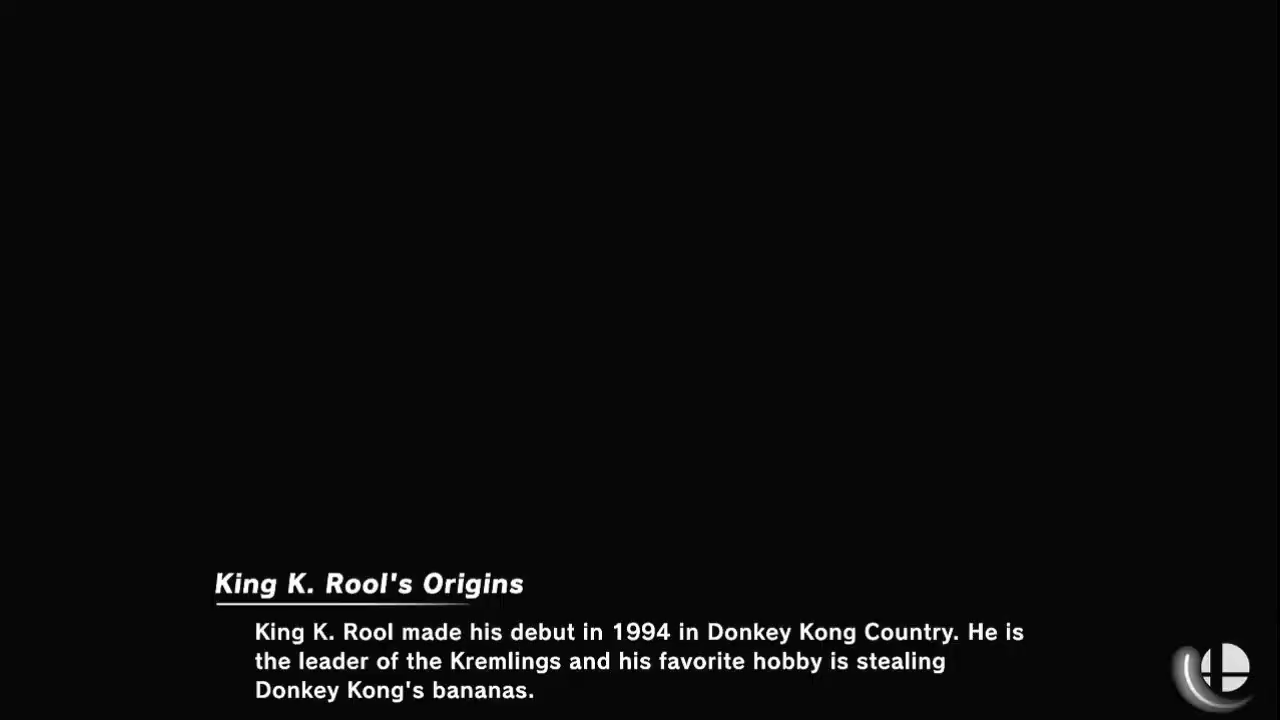 King K. Rool's Origins
King K. Rool made his debut in 1994 in Donkey Kong Country. He is
the leader of the Kremlings and his favorite hobby is stealing
Donkey Kong's bananas.